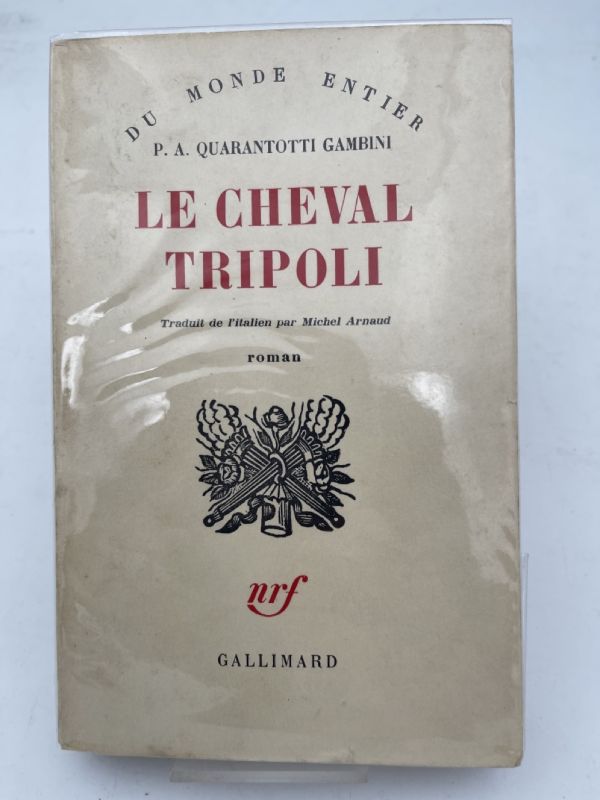 DU MONDE ENTIER
P. A. QUARANTOTTI GAMBINI
LE CHEVAL
TRIPOLI
Traduit de l'italien par Michel Arnaud
roman
nrf
GALLIMARD